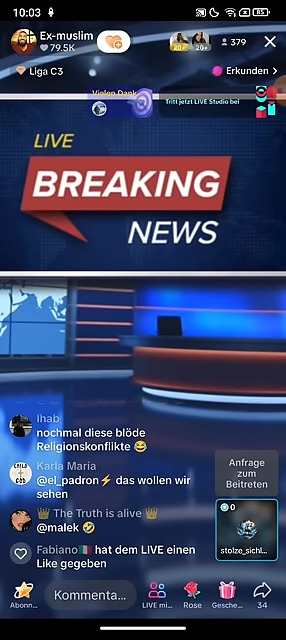 10:03
85
Ex-muslim
79.5K
20+
20+
379
Liga C3
Erkunden >
Vielen Dank
Tritt jetzt LIVE Studio bei
LIVE
BREAKING
NEWS
Ihab
nochmal diese blöde
Religionskonflikte 😂
Karla Maria
@el_padron⚡ das wollen wir
sehen
👑 The Truth is alive 👑
@malek 🤣
Fabiano🇮🇹 hat dem LIVE einen
Like gegeben
Anfrage
zum
Beitreten
0
stolze_sichl...
Kommenta...
Abonn...
LIVE mi...
Rose
Gesche...
34